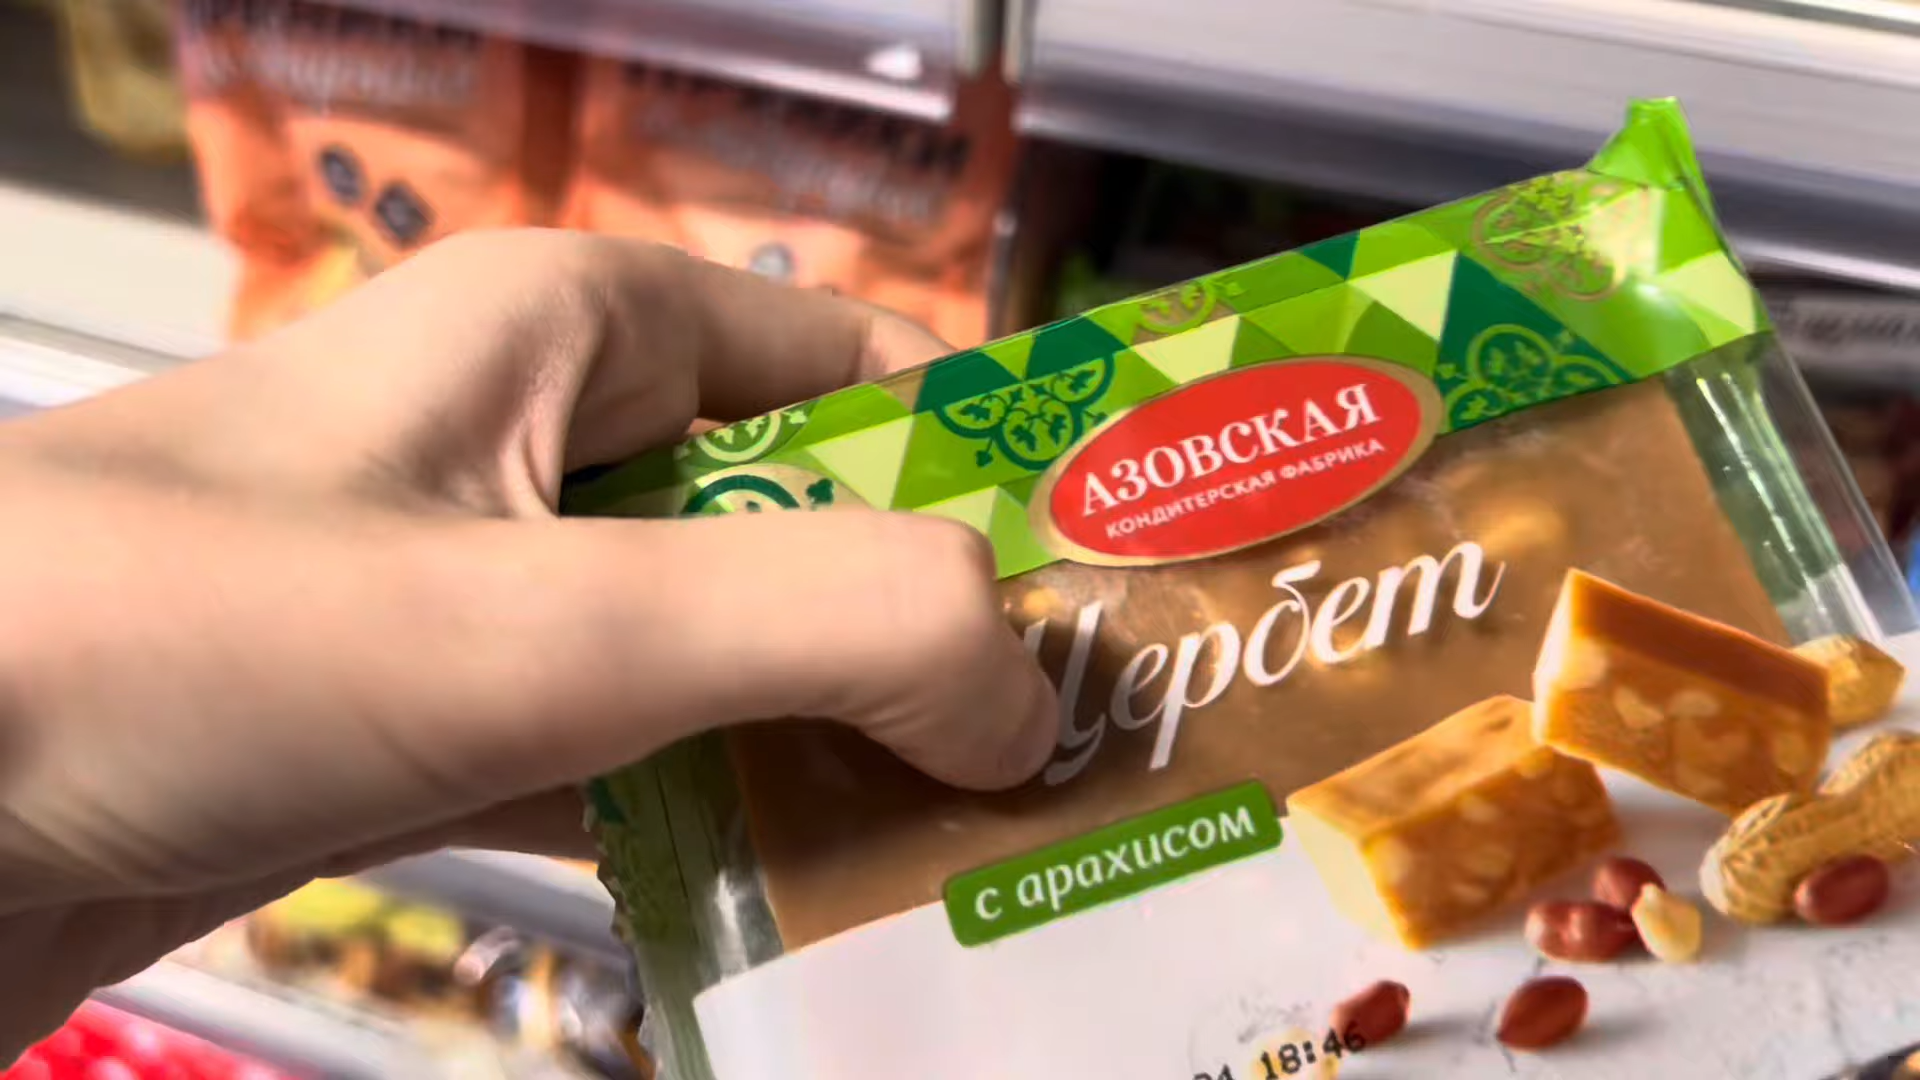 АЗОВСКАЯ
КОНДИТЕРСКАЯ ФАБРИКА
Щербет
с арахисом
18:46